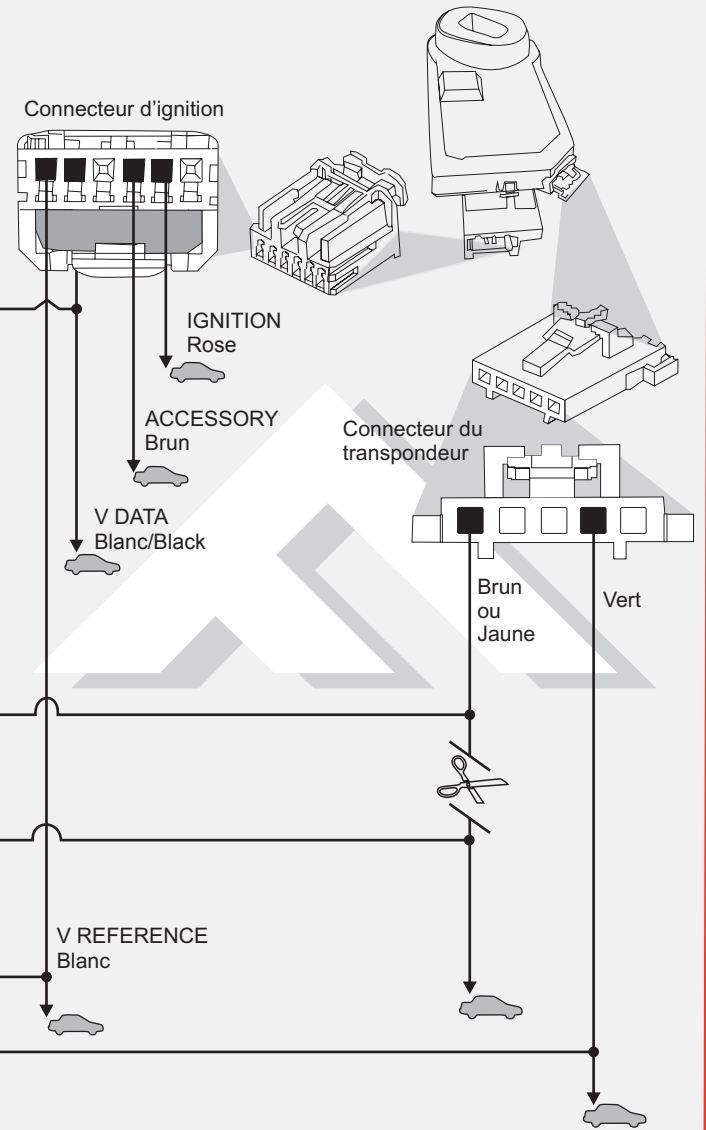 Connecteur d’ignition
IGNITION
Rose
ACCESSORY
Brun
Connecteur du
transpondeur
V DATA
Blanc/Black
Brun
ou
Jaune
Vert
V REFERENCE
Blanc